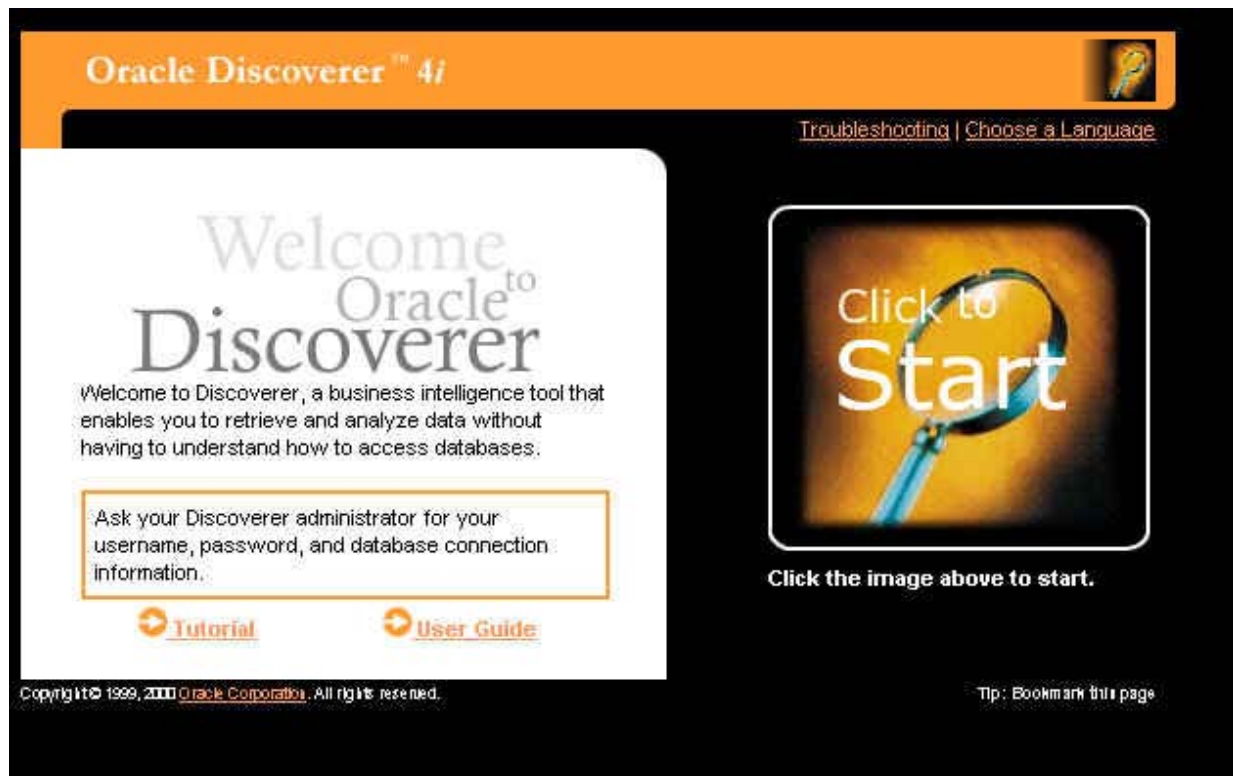 Oracle Discoverer ™ 4i
Troubleshooting | Choose a Language
Welcome
to
Oracle
Discoverer
Welcome to Discoverer, a business intelligence tool that
enables you to retrieve and analyze data without
having to understand how to access databases.
Ask your Discoverer administrator for your
username, password, and database connection
information.
Tutorial
User Guide
Click to
Start
Click the image above to start.
Copyright © 1999, 2000 Oracle Corporation. All rights reserved.
Tip: Bookmark this page